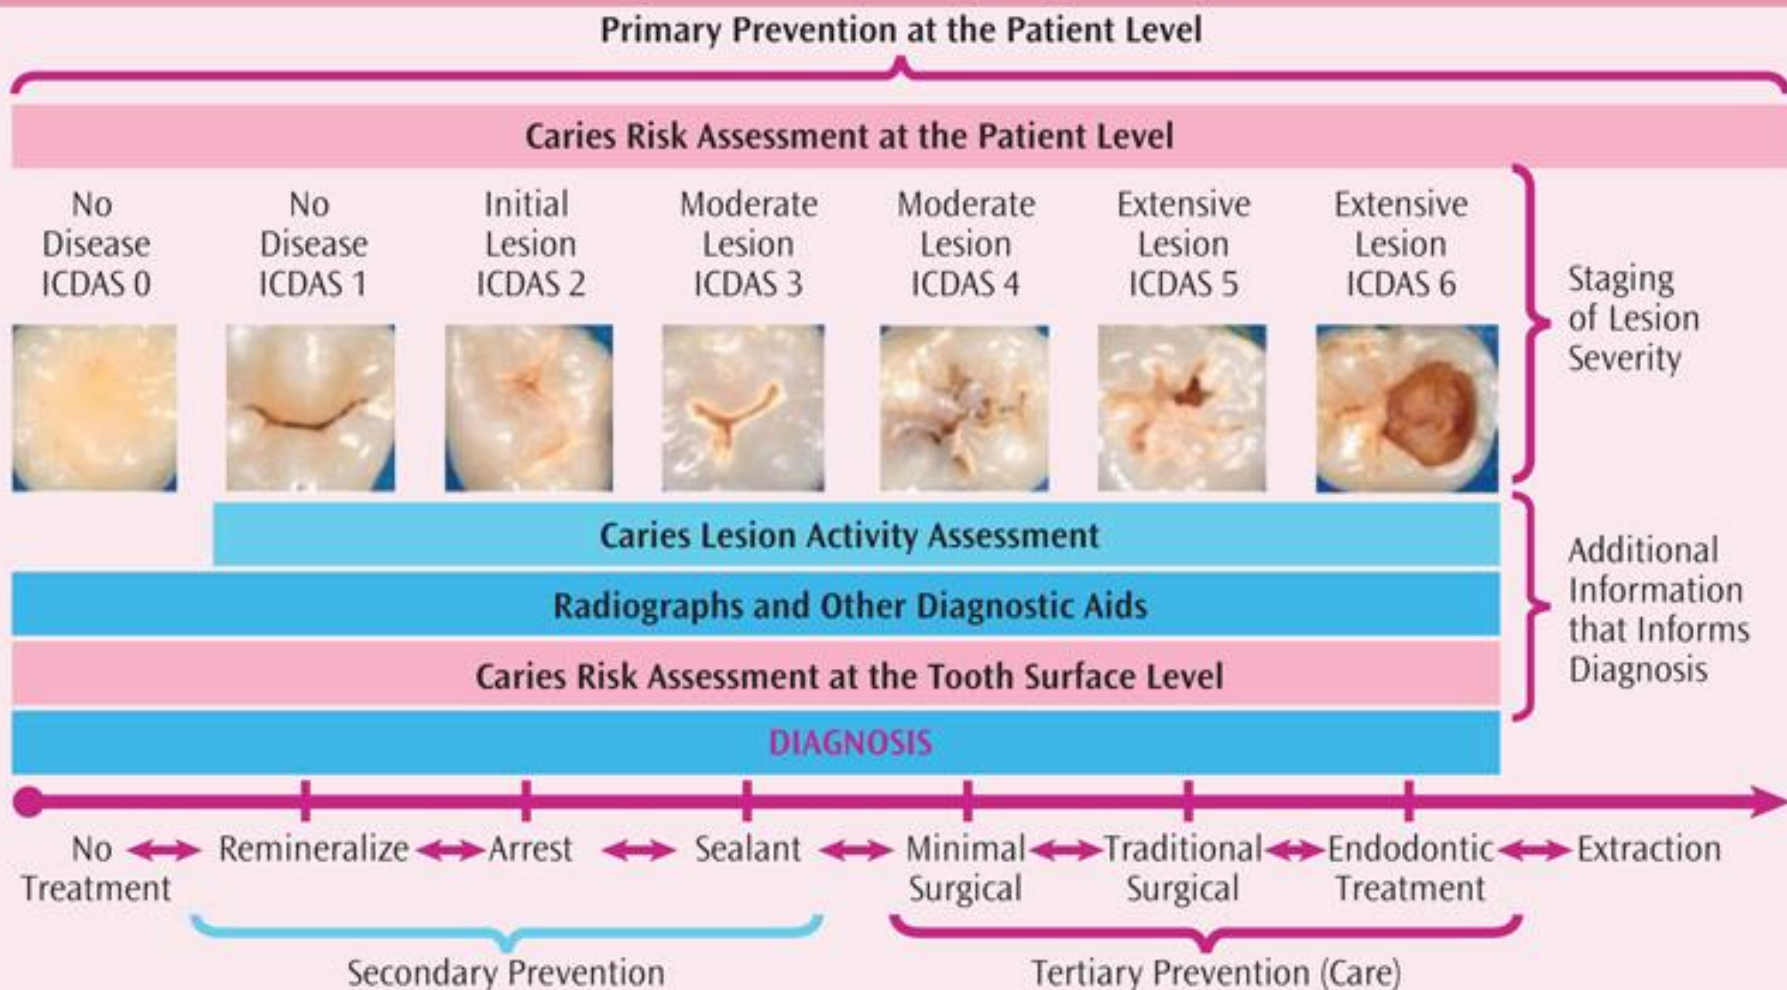 Primary Prevention at the Patient Level
Caries Risk Assessment at the Patient Level
No
Disease
ICDAS 0
No
Disease
ICDAS 1
Initial
Lesion
ICDAS 2
Moderate
Lesion
ICDAS 3
Moderate
Lesion
ICDAS 4
Extensive
Lesion
ICDAS 5
Extensive
Lesion
ICDAS 6
Staging
of Lesion
Severity
Caries Lesion Activity Assessment
Radiographs and Other Diagnostic Aids
Caries Risk Assessment at the Tooth Surface Level
DIAGNOSIS
Additional
Information
that Informs
Diagnosis
No
Treatment
Remineralize
Arrest
Sealant
Minimal
Surgical
Traditional
Surgical
Endodontic
Treatment
Extraction
Secondary Prevention
Tertiary Prevention (Care)